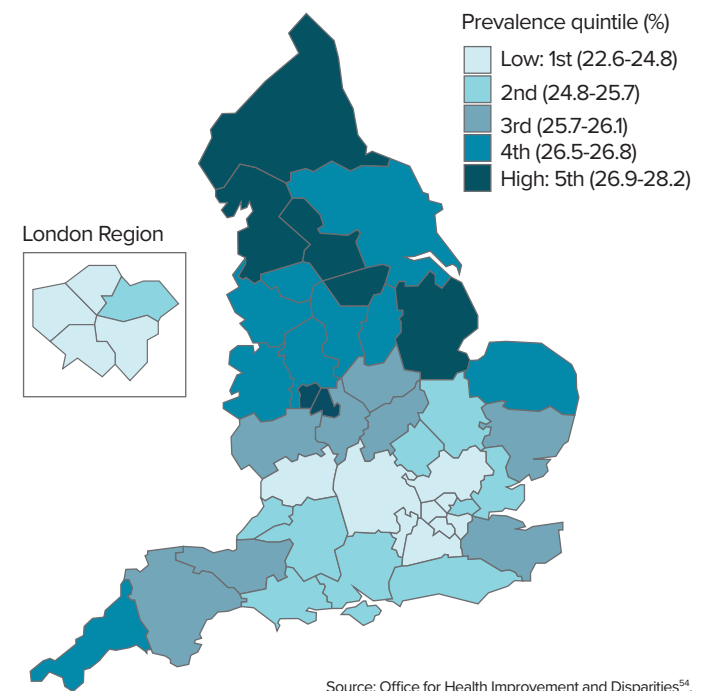 Prevalence quintile (%)
Low: 1st (22.6-24.8)
2nd (24.8-25.7)
3rd (25.7-26.1)
4th (26.5-26.8)
High: 5th (26.9-28.2)
London Region
Source: Office for Health Improvement and Disparities⁵⁴.